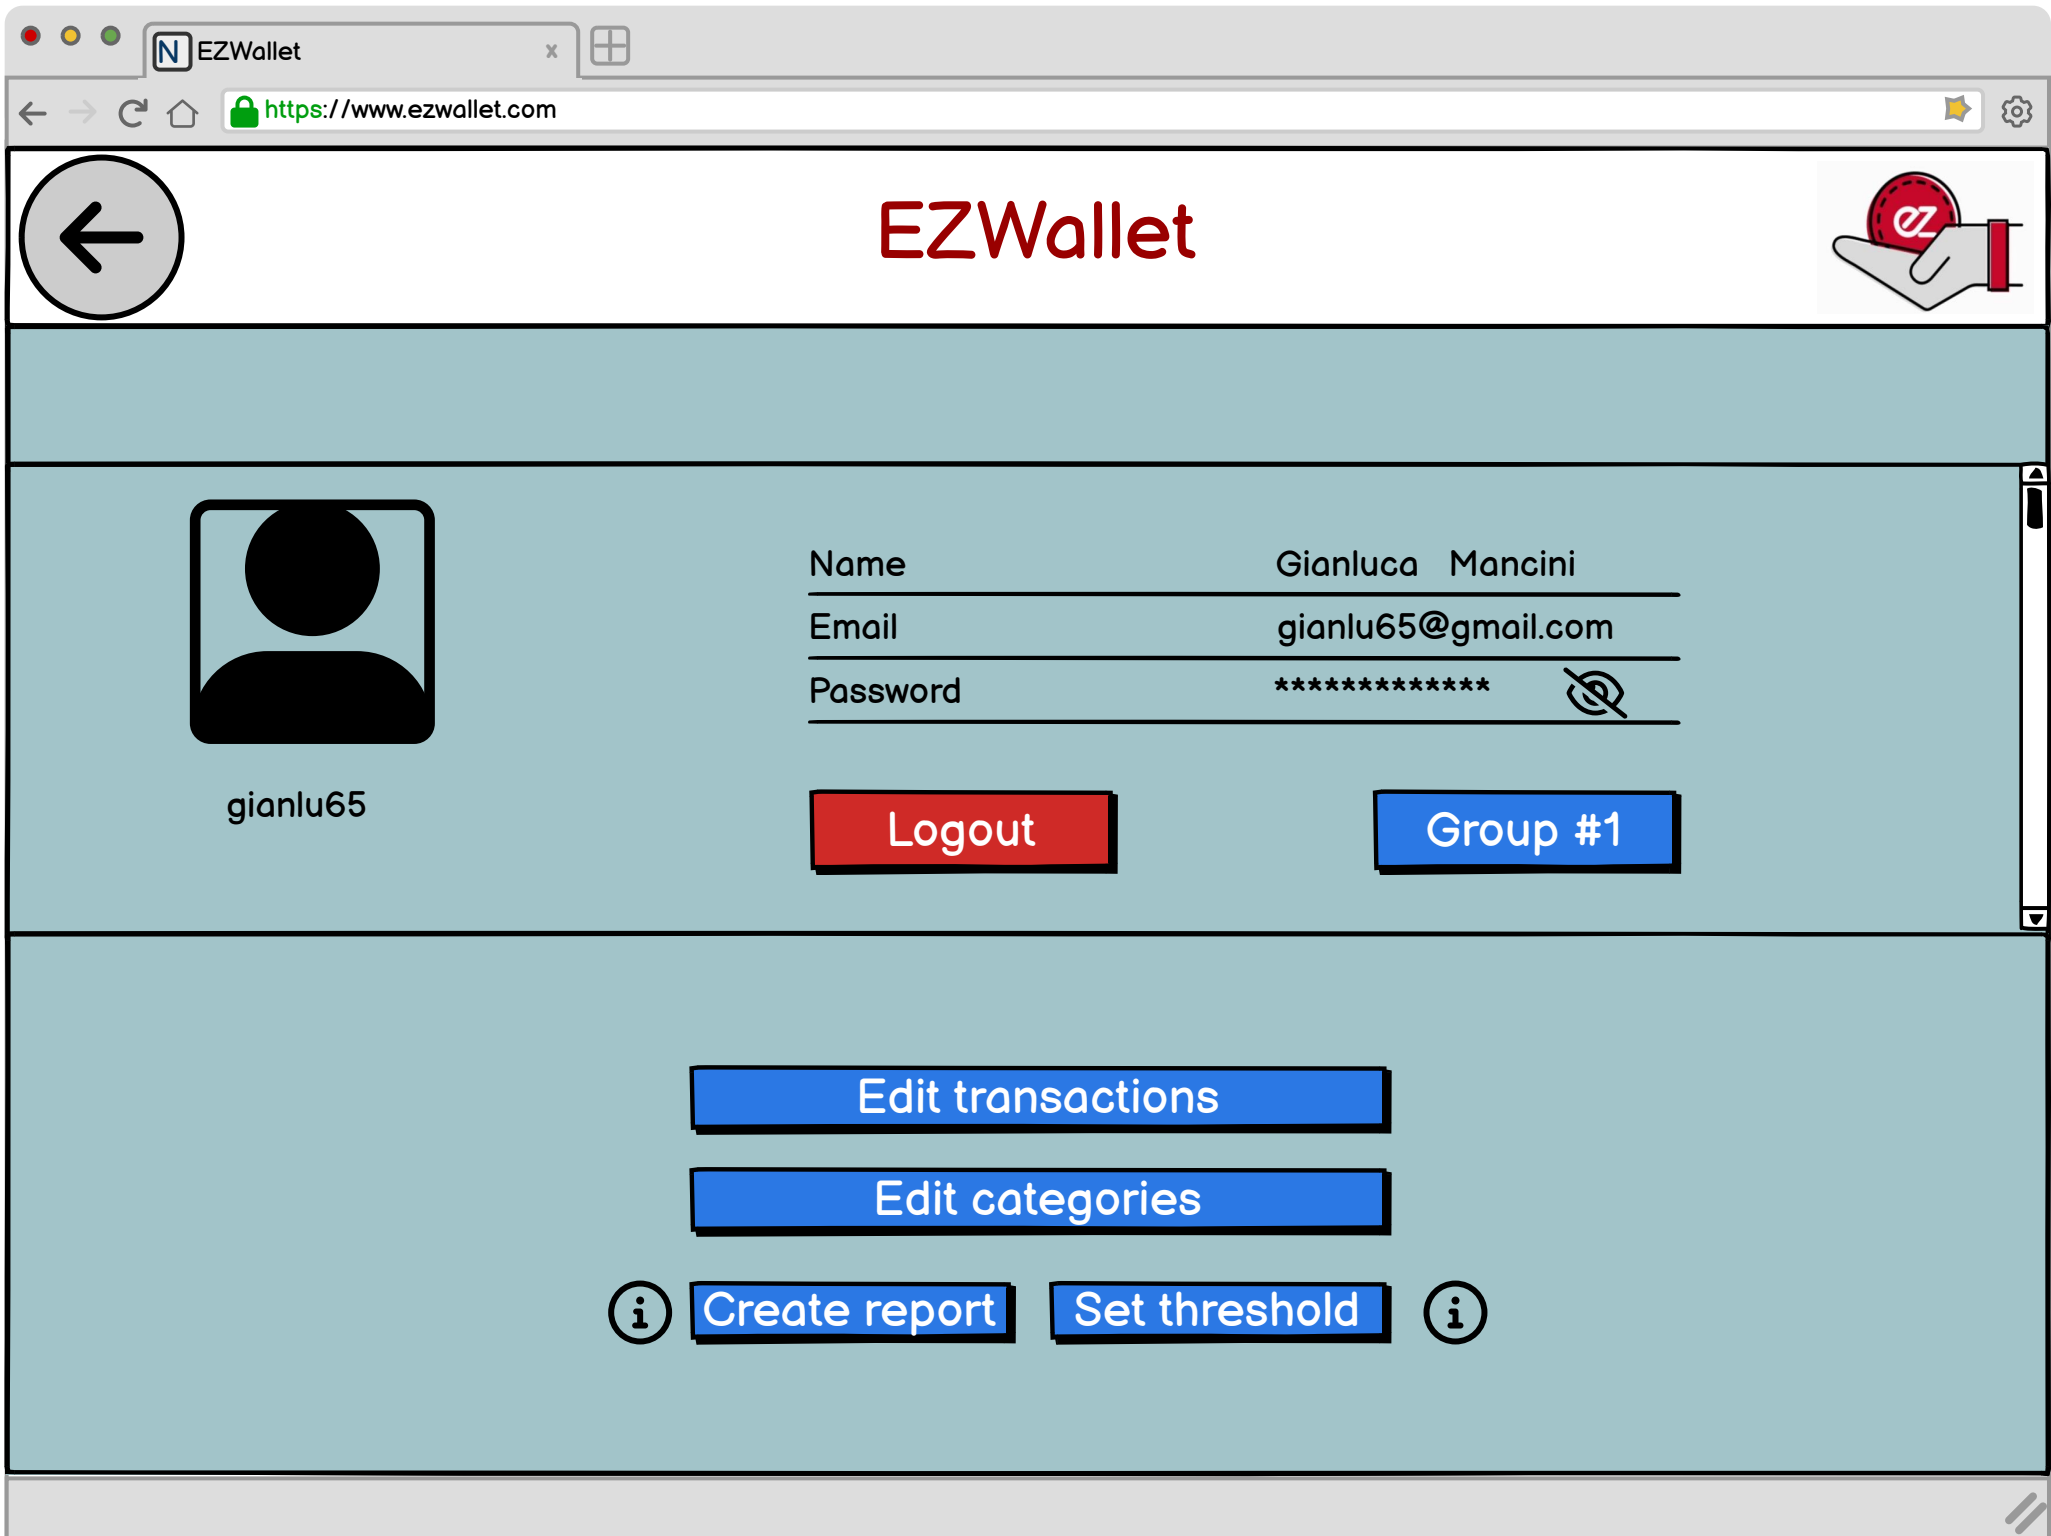 N EZWallet x
https://www.ezwallet.com
EZWallet
ez
Name Gianluca Mancini
Email gianlu65@gmail.com
Password *************
gianlu65
Logout Group #1
Edit transactions
Edit categories
i Create report Set threshold i